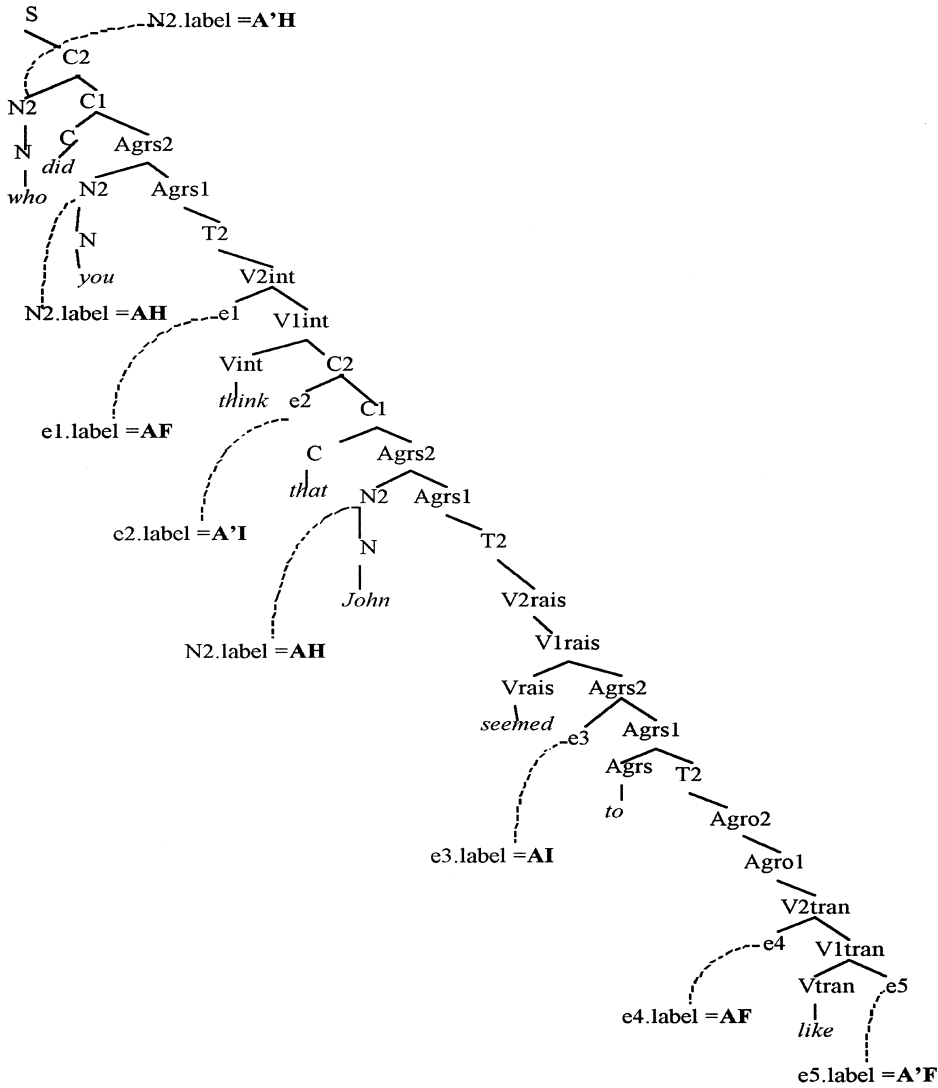 S
N2.label =A'H
C2
N2 C1
C Agrs2
N
did
who
N2 Agrs1
T2
N
you
V2int
N2.label =AH
e1 V1int
Vint C2
think e2 C1
e1.label =AF
C Agrs2
that
N2 Agrs1
e2.label =A'I
N T2
John V2rais
V1rais
N2.label =AH
Vrais Agrs2
seemed
e3 Agrs1
Agrs T2
to
Agro2
e3.label =AI
Agro1
V2tran
e4 V1tran
Vtran e5
e4.label =AF
like
e5.label =A'F